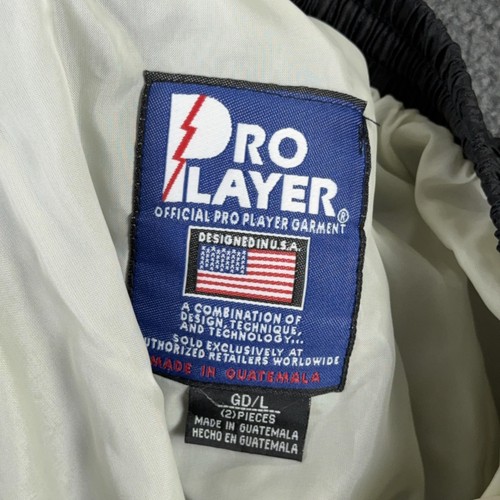 PRO
PLAYER®
OFFICIAL PRO PLAYER GARMENT
DESIGNED IN U.S.A.
A COMBINATION OF
DESIGN, TECHNIQUE,
AND TECHNOLOGY...
SOLD EXCLUSIVELY AT
AUTHORIZED RETAILERS WORLDWIDE
MADE IN GUATEMALA
GD/L
(2) PIECES
MADE IN GUATEMALA
HECHO EN GUATEMALA